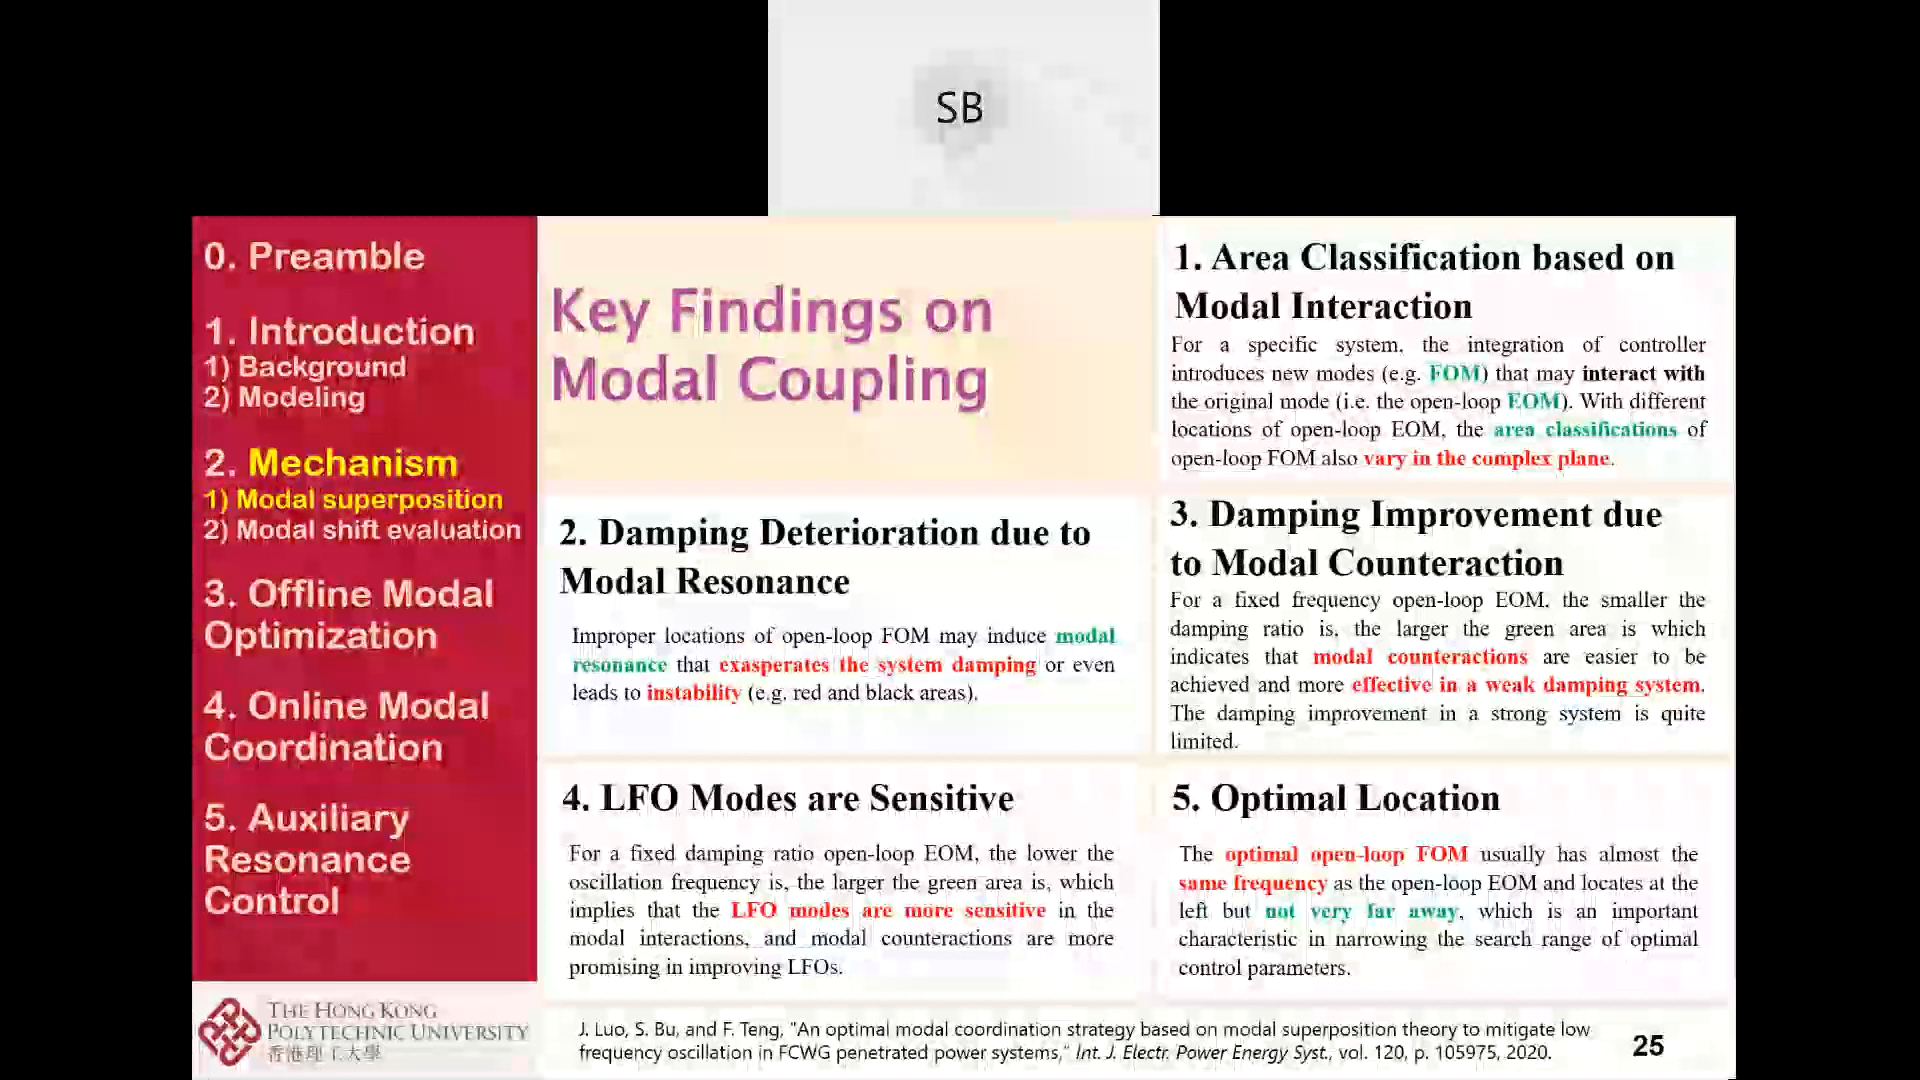 SB
0. Preamble
1. Introduction
1) Background
2) Modeling
2. Mechanism
1) Modal superposition
2) Modal shift evaluation
3. Offline Modal
Optimization
4. Online Modal
Coordination
5. Auxiliary
Resonance
Control
THE HONG KONG
POLYTECHNIC UNIVERSITY
香港理工大學
Key Findings on
Modal Coupling
1. Area Classification based on
Modal Interaction
For a specific system, the integration of controller
introduces new modes (e.g. FOM) that may interact with
the original mode (i.e. the open-loop EOM). With different
locations of open-loop EOM, the area classifications of
open-loop FOM also vary in the complex plane.
2. Damping Deterioration due to
Modal Resonance
Improper locations of open-loop FOM may induce modal
resonance that exasperates the system damping or even
leads to instability (e.g. red and black areas).
3. Damping Improvement due
to Modal Counteraction
For a fixed frequency open-loop EOM, the smaller the
damping ratio is, the larger the green area is which
indicates that modal counteractions are easier to be
achieved and more effective in a weak damping system.
The damping improvement in a strong system is quite
limited.
4. LFO Modes are Sensitive
For a fixed damping ratio open-loop EOM, the lower the
oscillation frequency is, the larger the green area is, which
implies that the LFO modes are more sensitive in the
modal interactions, and modal counteractions are more
promising in improving LFOs.
5. Optimal Location
The optimal open-loop FOM usually has almost the
same frequency as the open-loop EOM and locates at the
left but not very far away, which is an important
characteristic in narrowing the search range of optimal
control parameters.
J. Luo, S. Bu, and F. Teng, "An optimal modal coordination strategy based on modal superposition theory to mitigate low
frequency oscillation in FCWG penetrated power systems," Int. J. Electr. Power Energy Syst., vol. 120, p. 105975, 2020.
25